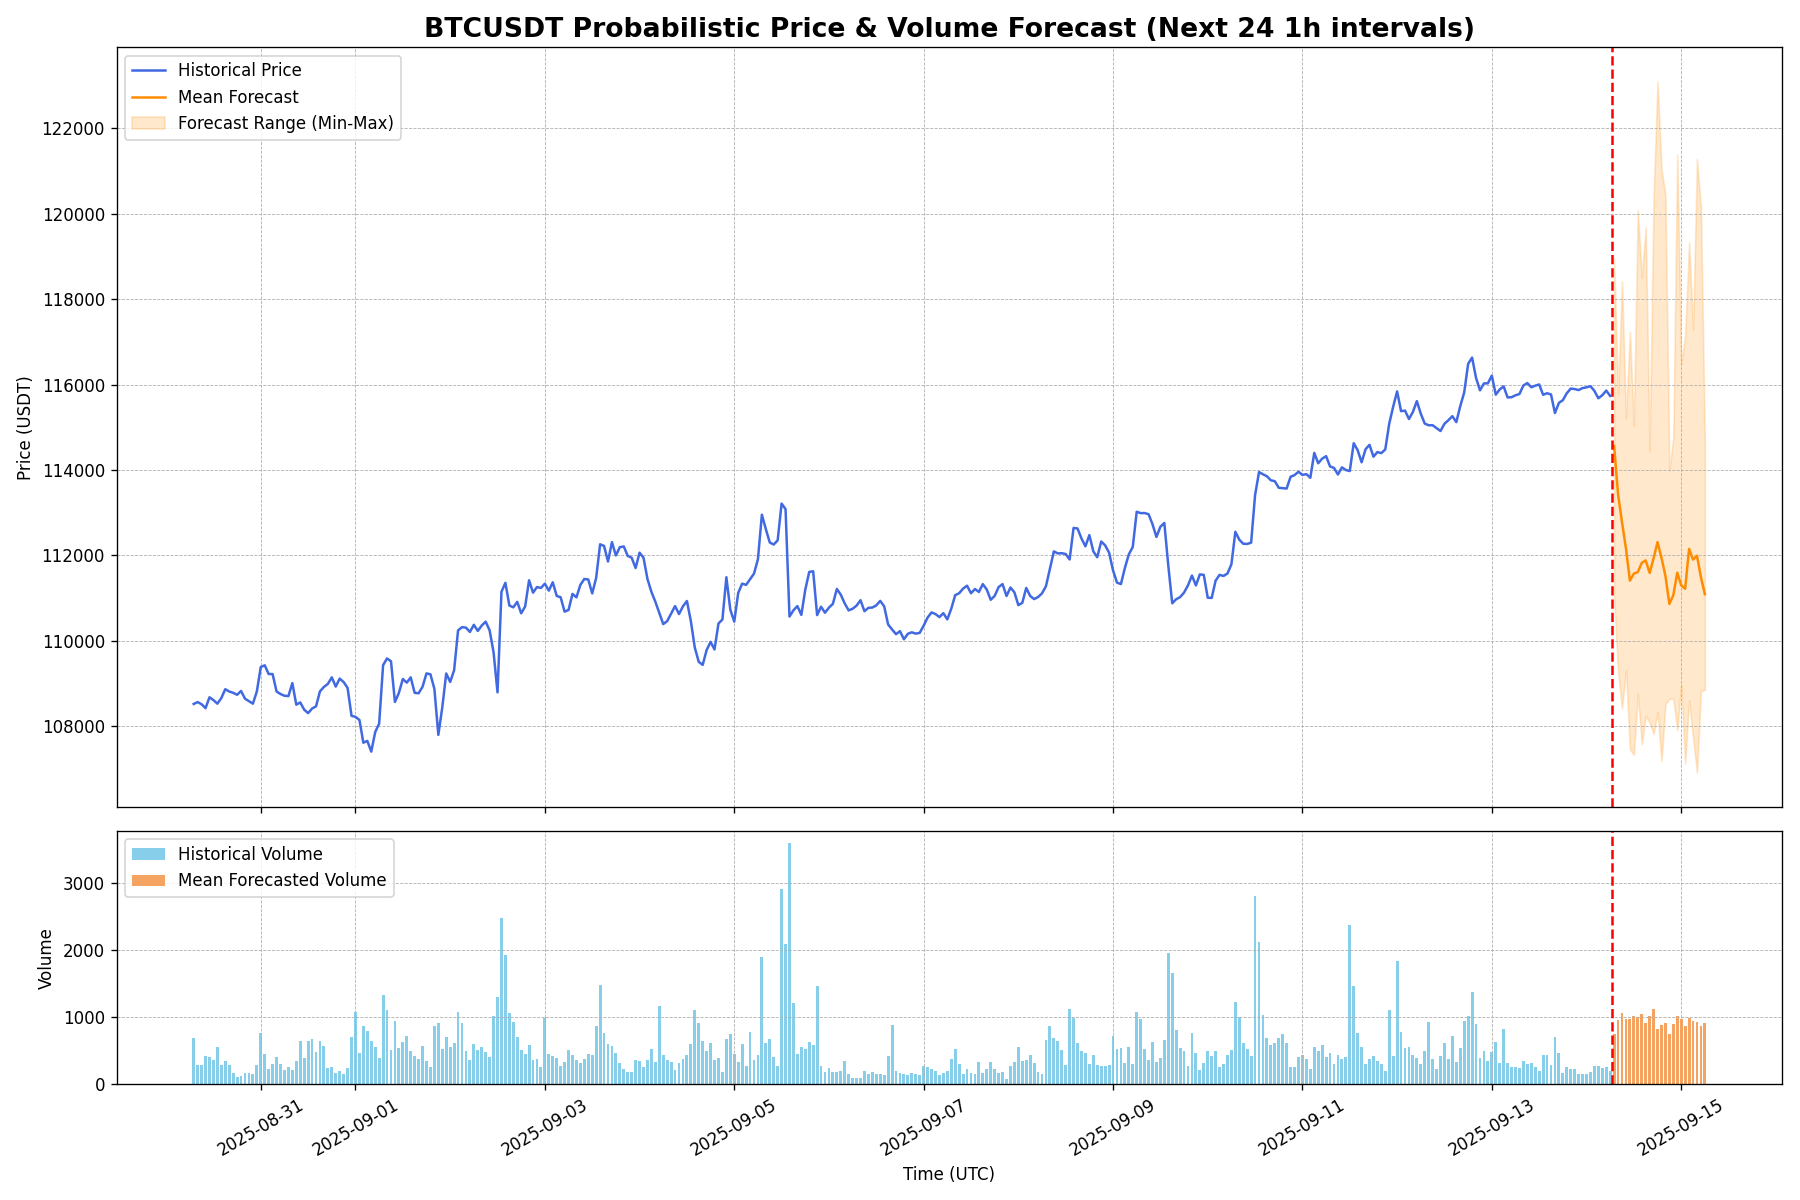 BTCUSDT Probabilistic Price & Volume Forecast (Next 24 1h intervals)
Historical Price
Mean Forecast
Forecast Range (Min-Max)
122000
120000
118000
116000
114000
112000
110000
108000
Price (USDT)
Historical Volume
Mean Forecasted Volume
3000
2000
1000
0
Volume
2025-08-31
2025-09-01
2025-09-03
2025-09-05
2025-09-07
2025-09-09
2025-09-11
2025-09-13
2025-09-15
Time (UTC)